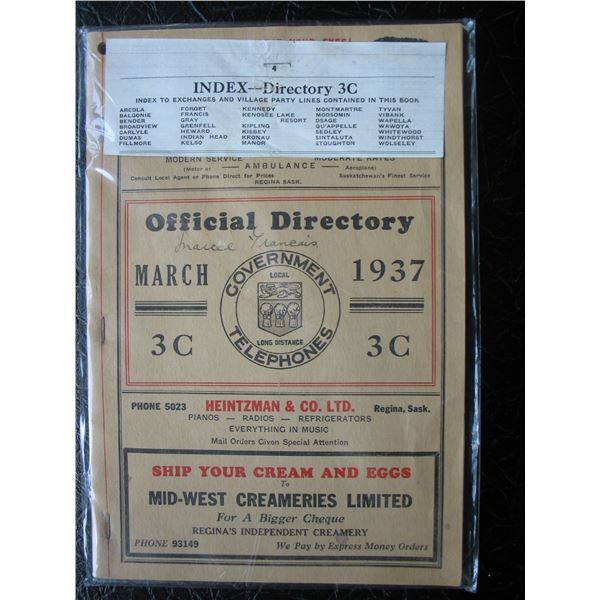 4
INDEX—Directory 3C
INDEX TO EXCHANGES AND VILLAGE PARTY LINES CONTAINED IN THIS BOOK
ARCOLA FORGET KENNEDY MONTMARTRE TYVAN
BALGONIE FRANCIS KENOSEE LAKE MOOSOMIN VIBANK
BENDER GRAY RESORT OSAGE WAPELLA
BROADVIEW GRENFELL KIPLING QU'APPELLE WAWOTA
CARLYLE HEWARD KISBEY SEDLEY WHITEWOOD
DUMAS INDIAN HEAD KRONAU SINTALUTA WINDTHORST
FILLMORE KELSO MANOR STOUGHTON WOLSELEY
MODERN SERVICE MODERATE RATES
(Motor or — AMBULANCE — Aeroplane)
Consult Local Agent or Phone Direct for Prices Saskatchewan's Finest Service
REGINA SASK.
Official Directory
Francis
MARCH 1937
GOVERNMENT
LOCAL
LONG DISTANCE
TELEPHONES
3C 3C
PHONE 5023 HEINTZMAN & CO. LTD. Regina, Sask.
PIANOS — RADIOS — REFRIGERATORS
EVERYTHING IN MUSIC
Mail Orders Given Special Attention
SHIP YOUR CREAM AND EGGS
To
MID-WEST CREAMERIES LIMITED
For A Bigger Cheque
REGINA'S INDEPENDENT CREAMERY
PHONE 93149 We Pay by Express Money Orders